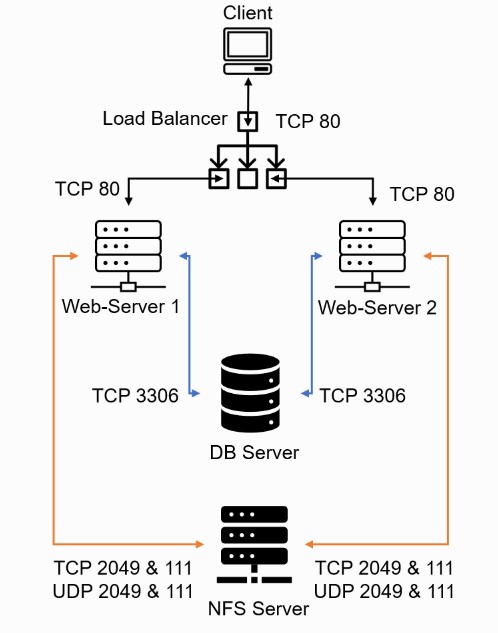 Client
Load Balancer
TCP 80
TCP 80
TCP 80
Web-Server 1
Web-Server 2
TCP 3306
TCP 3306
DB Server
TCP 2049 & 111
UDP 2049 & 111
TCP 2049 & 111
UDP 2049 & 111
NFS Server